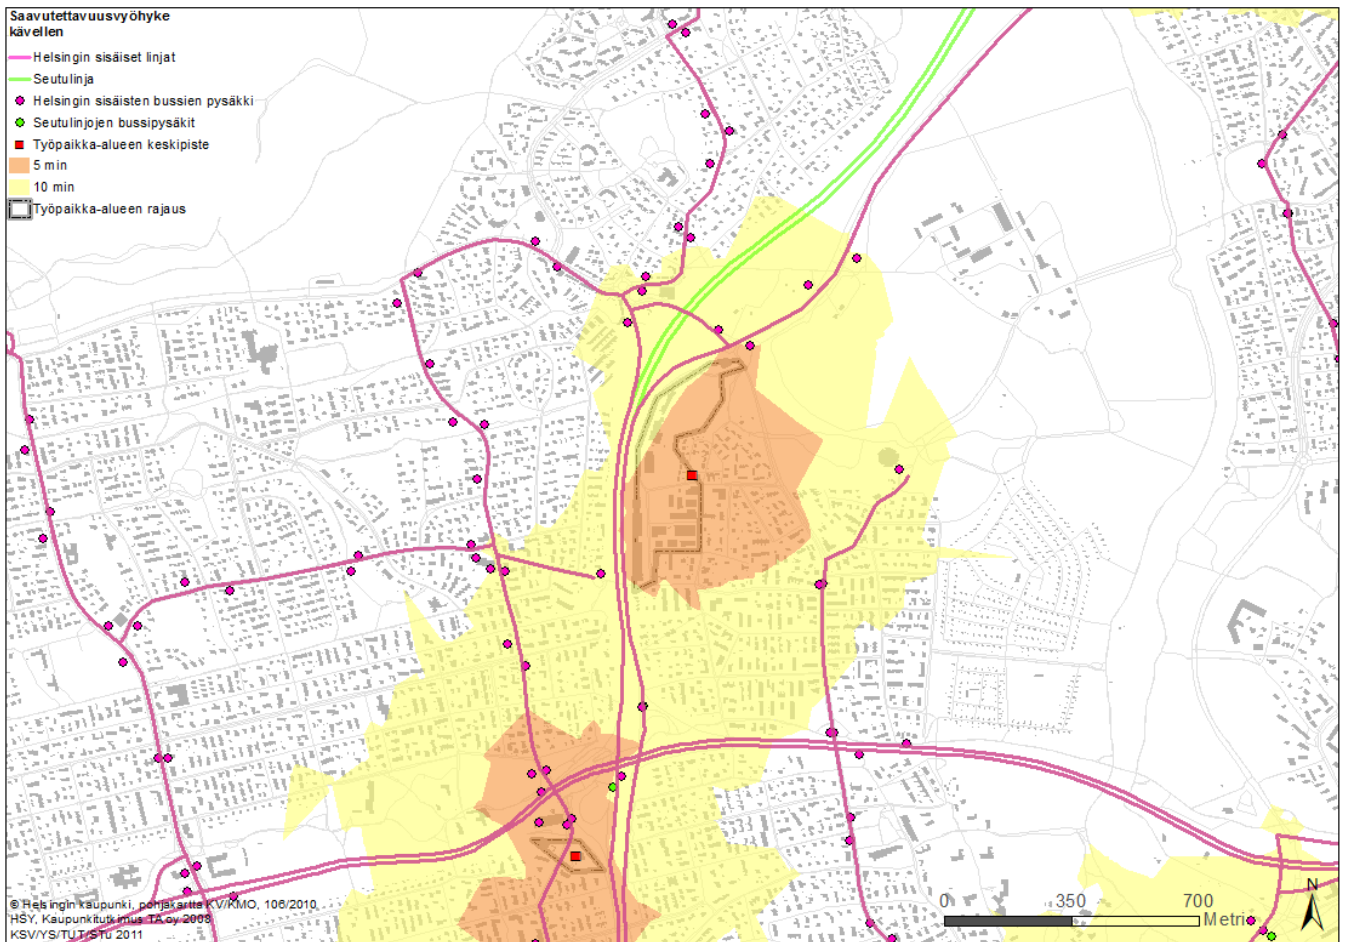 Saavutettavuusvyöhyke
kävellen
Helsingin sisäiset linjat
Seutulinja
Helsingin sisäisten bussien pysäkki
Seutulinjojen bussipysäkit
Työpaikka-alueen keskipiste
5 min
10 min
Työpaikka-alueen rajaus
© Helsingin kaupunki, pohjakartta KV/KMO, 106/2010
HSY, Kaupunkitutkimus TA oy 2008
KSV/YS/TUT/STu 2011
0 350 700
Metri
N